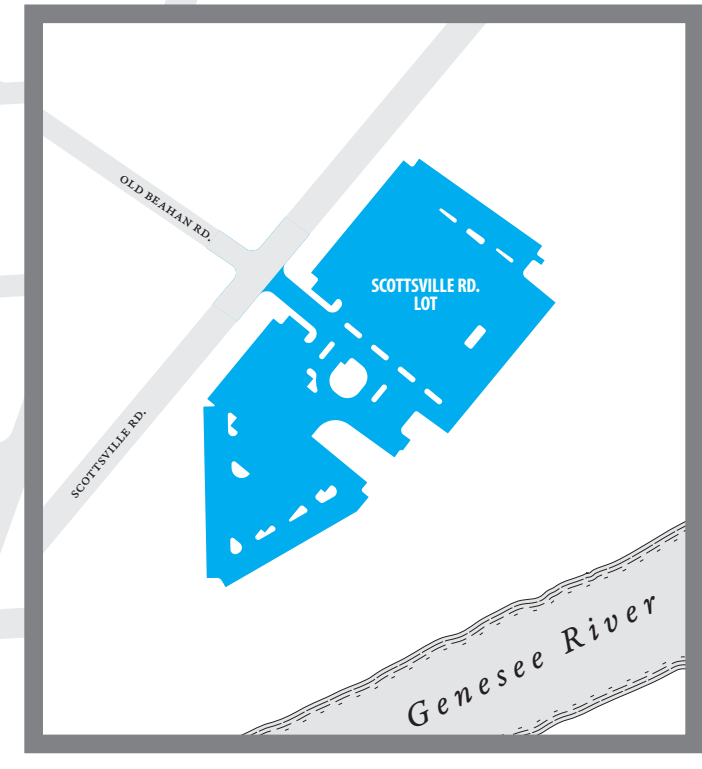 OLD BEAHAN RD.
SCOTTSVILLE RD.
LOT
SCOTTSVILLE RD.
Genesee River